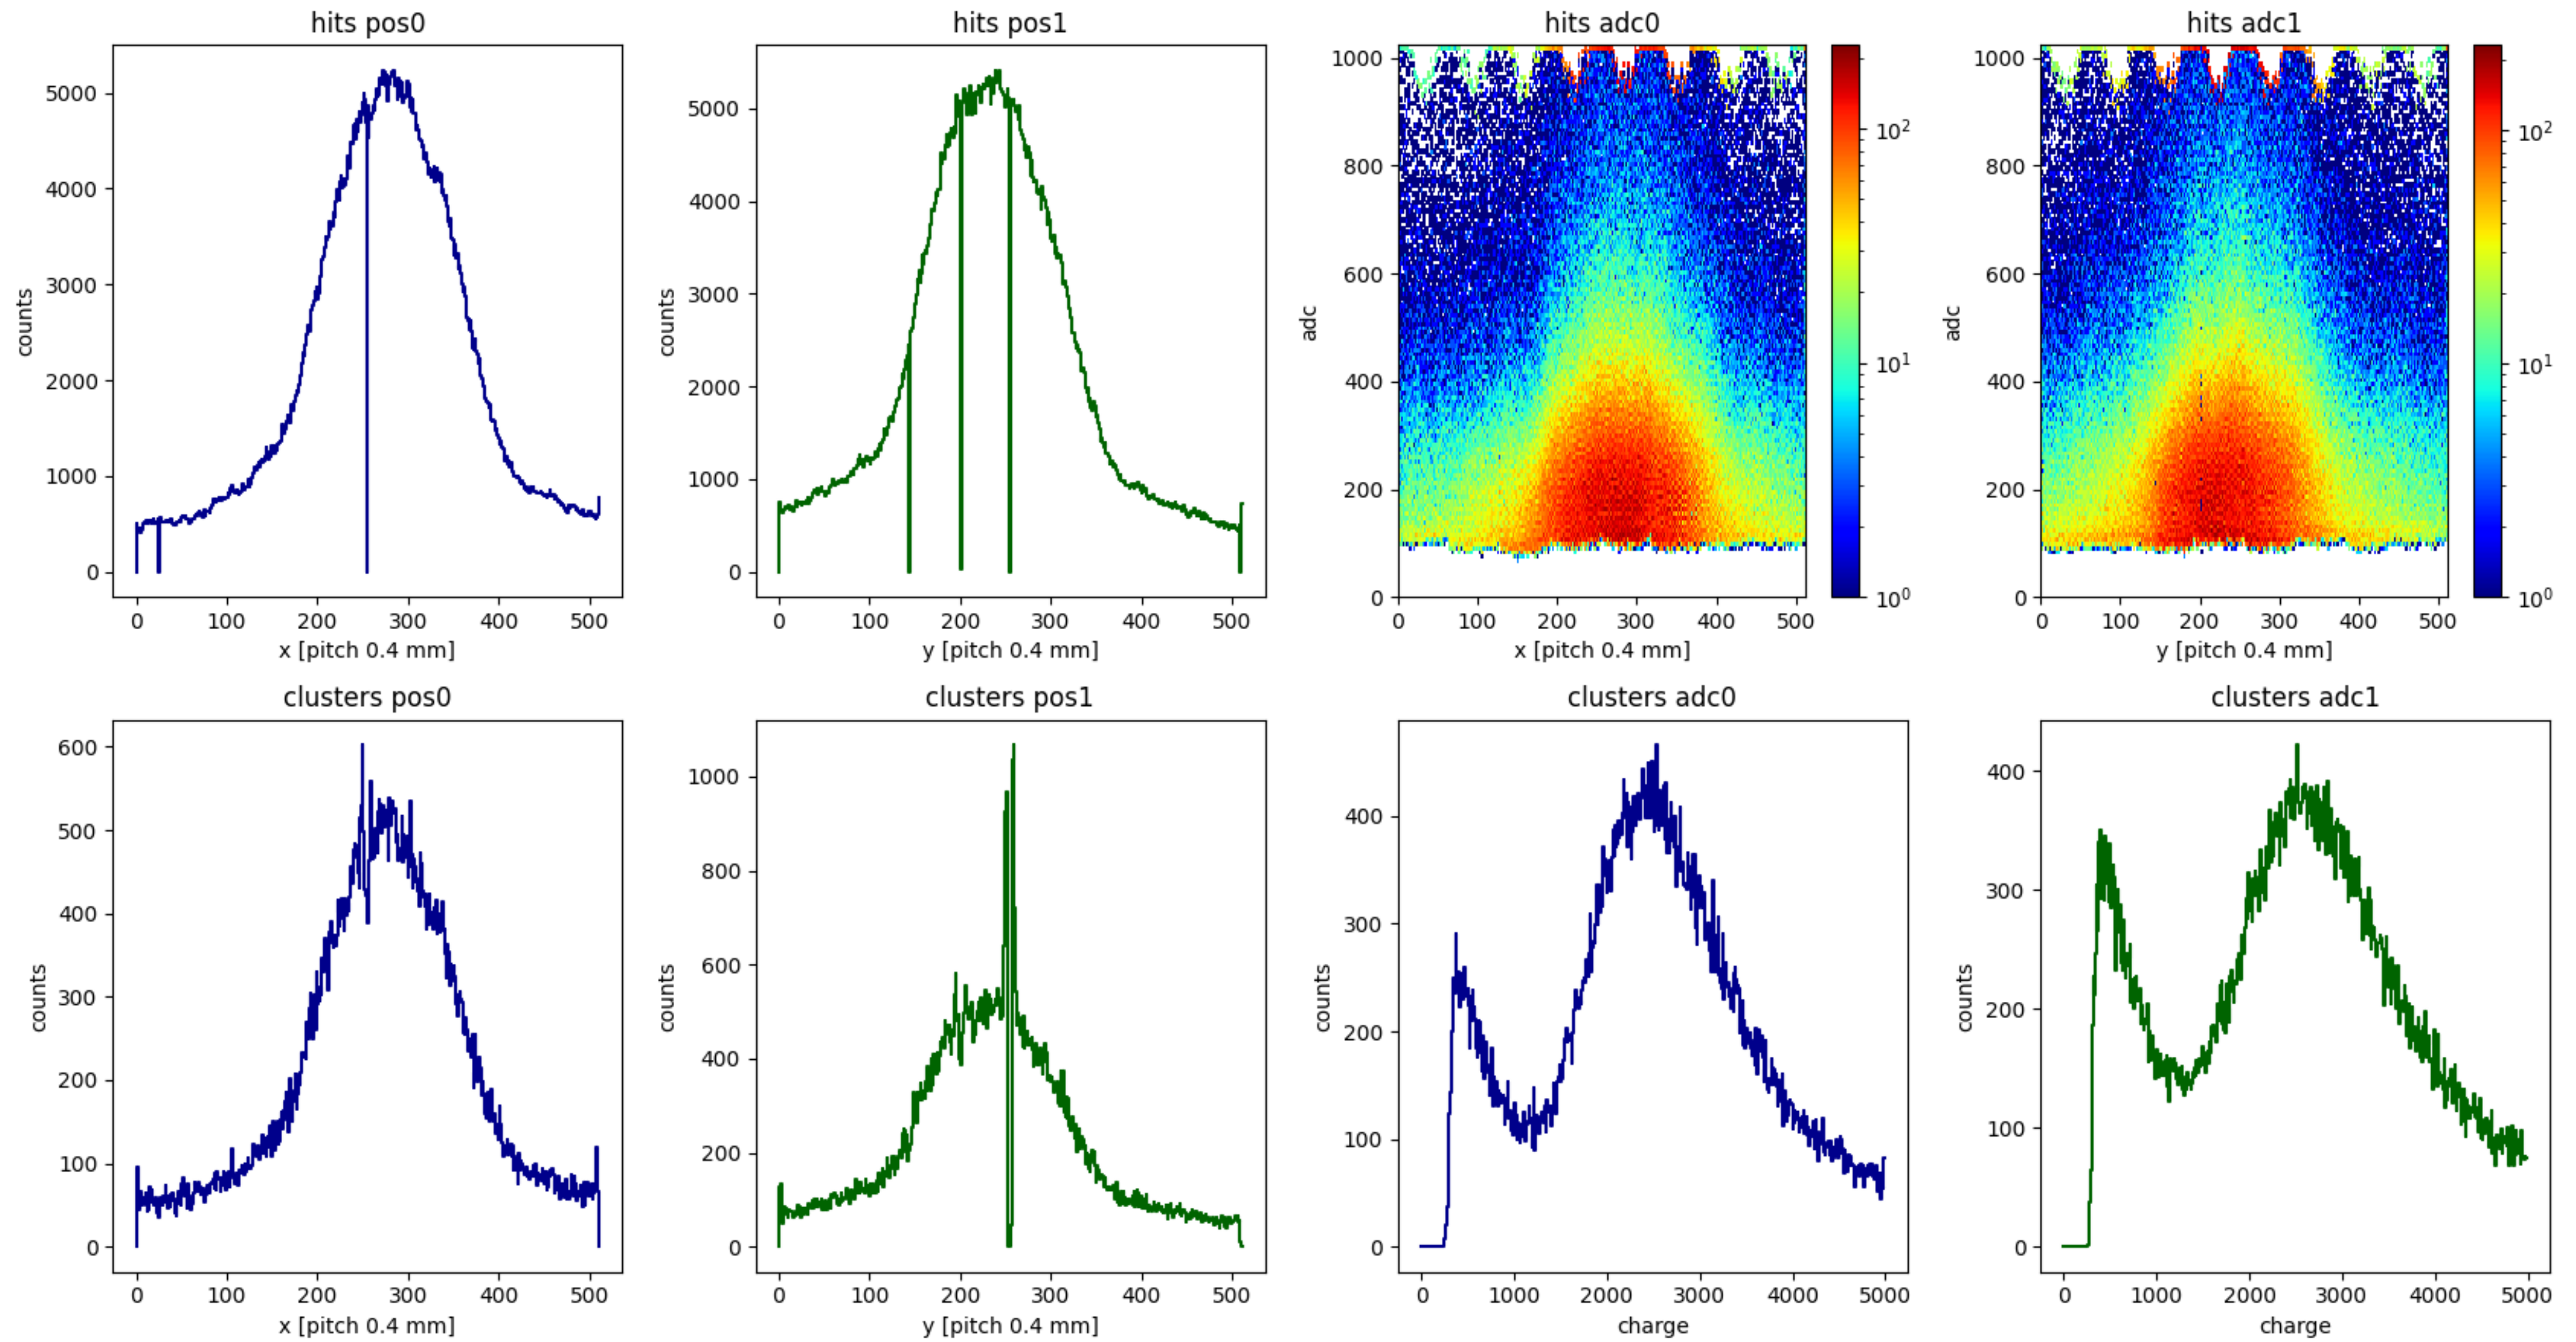 hits pos0
counts
5000
4000
3000
2000
1000
0
0 100 200 300 400 500
x [pitch 0.4 mm]
hits pos1
counts
5000
4000
3000
2000
1000
0
0 100 200 300 400 500
y [pitch 0.4 mm]
hits adc0
adc
1000
800
600
400
200
0
0 100 200 300 400 500
x [pitch 0.4 mm]
10²
10¹
10⁰
hits adc1
adc
1000
800
600
400
200
0
0 100 200 300 400 500
y [pitch 0.4 mm]
10²
10¹
10⁰
clusters pos0
counts
600
500
400
300
200
100
0
0 100 200 300 400 500
x [pitch 0.4 mm]
clusters pos1
counts
1000
800
600
400
200
0
0 100 200 300 400 500
y [pitch 0.4 mm]
clusters adc0
counts
400
300
200
100
0
0 1000 2000 3000 4000 5000
charge
clusters adc1
counts
400
300
200
100
0
0 1000 2000 3000 4000 5000
charge